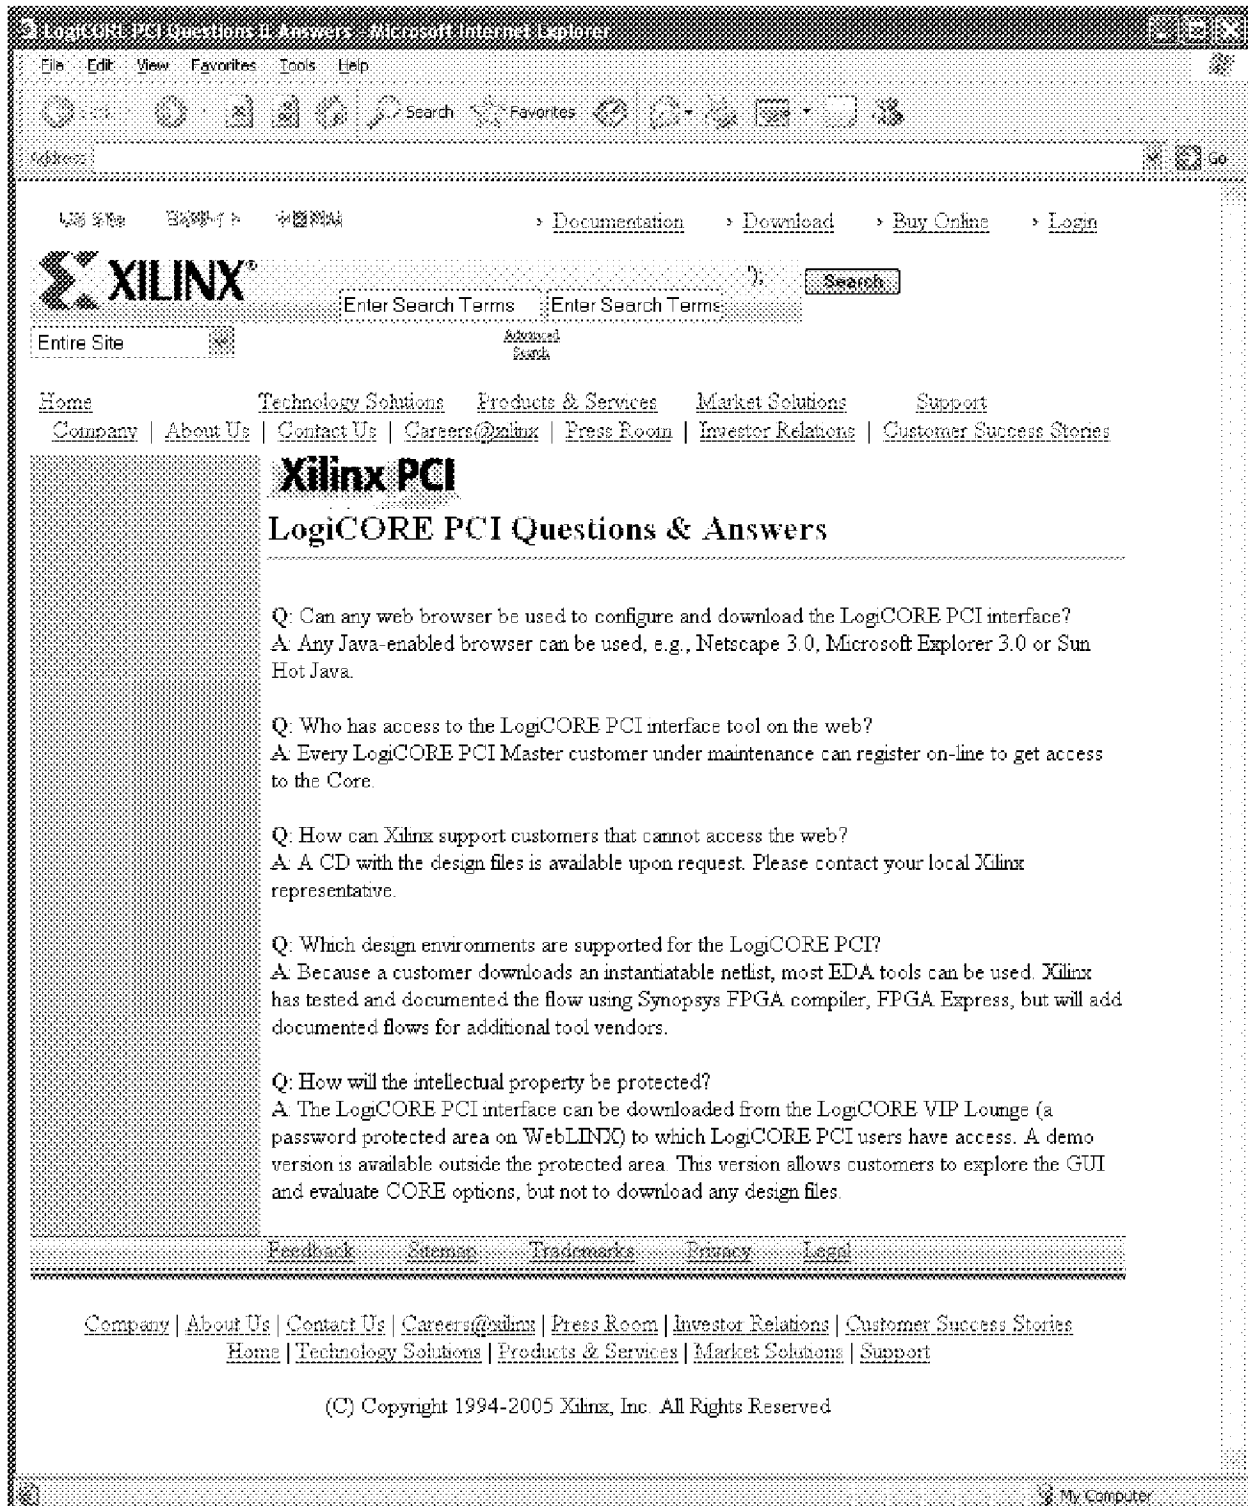 LogiCORE PCI Questions & Answers - Microsoft Internet Explorer
File Edit View Favorites Tools Help
Search Favorites
Address Go
US Site
> Documentation > Download > Buy Online > Login
XILINX®
'); Search
Enter Search Terms Enter Search Terms
Entire Site Advanced Search
Home Technology Solutions Products & Services Market Solutions Support
Company | About Us | Contact Us | Careers@xilinx | Press Room | Investor Relations | Customer Success Stories
Xilinx PCI
LogiCORE PCI Questions & Answers
Q: Can any web browser be used to configure and download the LogiCORE PCI interface?
A: Any Java-enabled browser can be used, e.g., Netscape 3.0, Microsoft Explorer 3.0 or Sun
Hot Java.
Q: Who has access to the LogiCORE PCI interface tool on the web?
A: Every LogiCORE PCI Master customer under maintenance can register on-line to get access
to the Core.
Q: How can Xilinx support customers that cannot access the web?
A: A CD with the design files is available upon request. Please contact your local Xilinx
representative.
Q: Which design environments are supported for the LogiCORE PCI?
A: Because a customer downloads an instantiatable netlist, most EDA tools can be used. Xilinx
has tested and documented the flow using Synopsys FPGA compiler, FPGA Express, but will add
documented flows for additional tool vendors.
Q: How will the intellectual property be protected?
A: The LogiCORE PCI interface can be downloaded from the LogiCORE VIP Lounge (a
password protected area on WebLINX) to which LogiCORE PCI users have access. A demo
version is available outside the protected area. This version allows customers to explore the GUI
and evaluate CORE options, but not to download any design files.
Feedback Sitemap Trademarks Privacy Legal
Company | About Us | Contact Us | Careers@xilinx | Press Room | Investor Relations | Customer Success Stories
Home | Technology Solutions | Products & Services | Market Solutions | Support
(C) Copyright 1994-2005 Xilinx, Inc. All Rights Reserved
My Computer